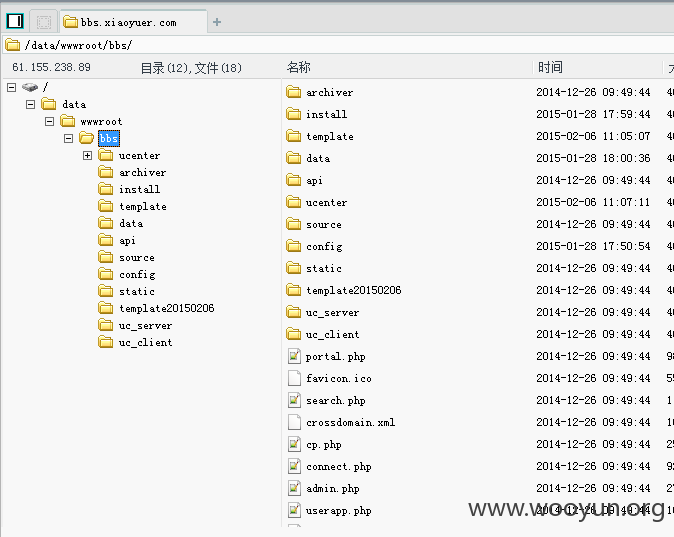 bbs.xiaoyuer.com
/data/wwwroot/bbs/
61.155.238.89 目录(12),文件(18) 名称 时间
/
data
wwwroot
bbs
ucenter
archiver
install
template
data
api
source
config
static
template20150206
uc_server
uc_client
archiver 2014-12-26 09:49:44
install 2015-01-28 17:59:44
template 2015-02-06 11:05:07
data 2015-01-28 18:00:36
api 2014-12-26 09:49:44
ucenter 2015-02-06 11:07:11
source 2014-12-26 09:49:44
config 2015-01-28 17:50:54
static 2014-12-26 09:49:44
template20150206 2014-12-26 09:49:44
uc_server 2014-12-26 09:49:44
uc_client 2014-12-26 09:49:44
portal.php 2014-12-26 09:49:44
favicon.ico 2014-12-26 09:49:44
search.php 2014-12-26 09:49:44
crossdomain.xml 2014-12-26 09:49:44
cp.php 2014-12-26 09:49:44
connect.php 2014-12-26 09:49:44
admin.php 2014-12-26 09:49:44
userapp.php 2014-12-26 09:49:44
www.wooyun.org